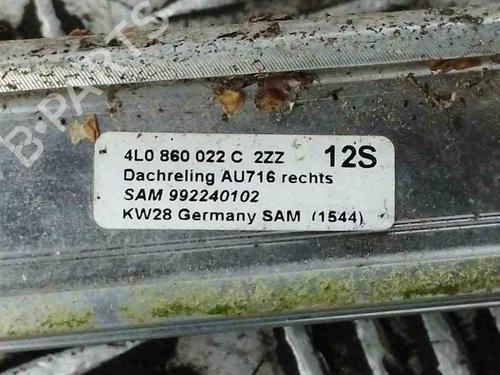 B-PARTS
4L0 860 022 C 2ZZ 12S
Dachreling AU716 rechts
SAM 992240102
KW28 Germany SAM (1544)